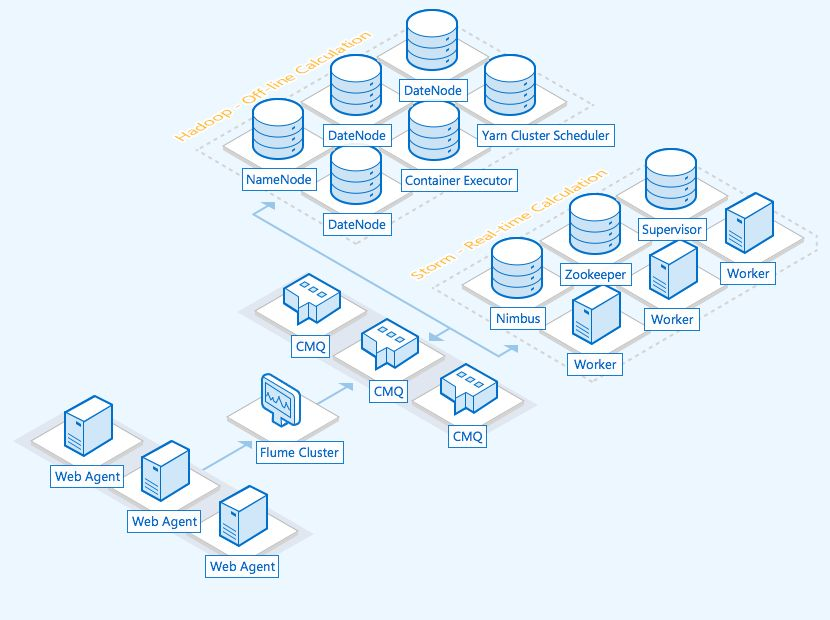 Hadoop - Off-line Calculation
DateNode
DateNode
Yarn Cluster Scheduler
NameNode
Container Executor
DateNode
Storm - Real-time Calculation
Supervisor
Zookeeper
Worker
Nimbus
Worker
Worker
CMQ
CMQ
CMQ
Flume Cluster
Web Agent
Web Agent
Web Agent